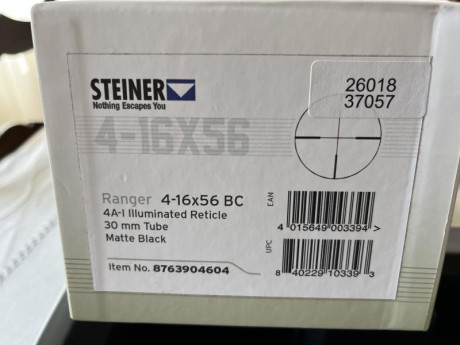 STEINER
Nothing Escapes You
26018
37057
4-16X56
Ranger 4-16x56 BC
4A-I Illuminated Reticle
30 mm Tube
Matte Black
Item No. 8763904604
EAN
4 015649 003394 >
UPC
8 40229 10339 3